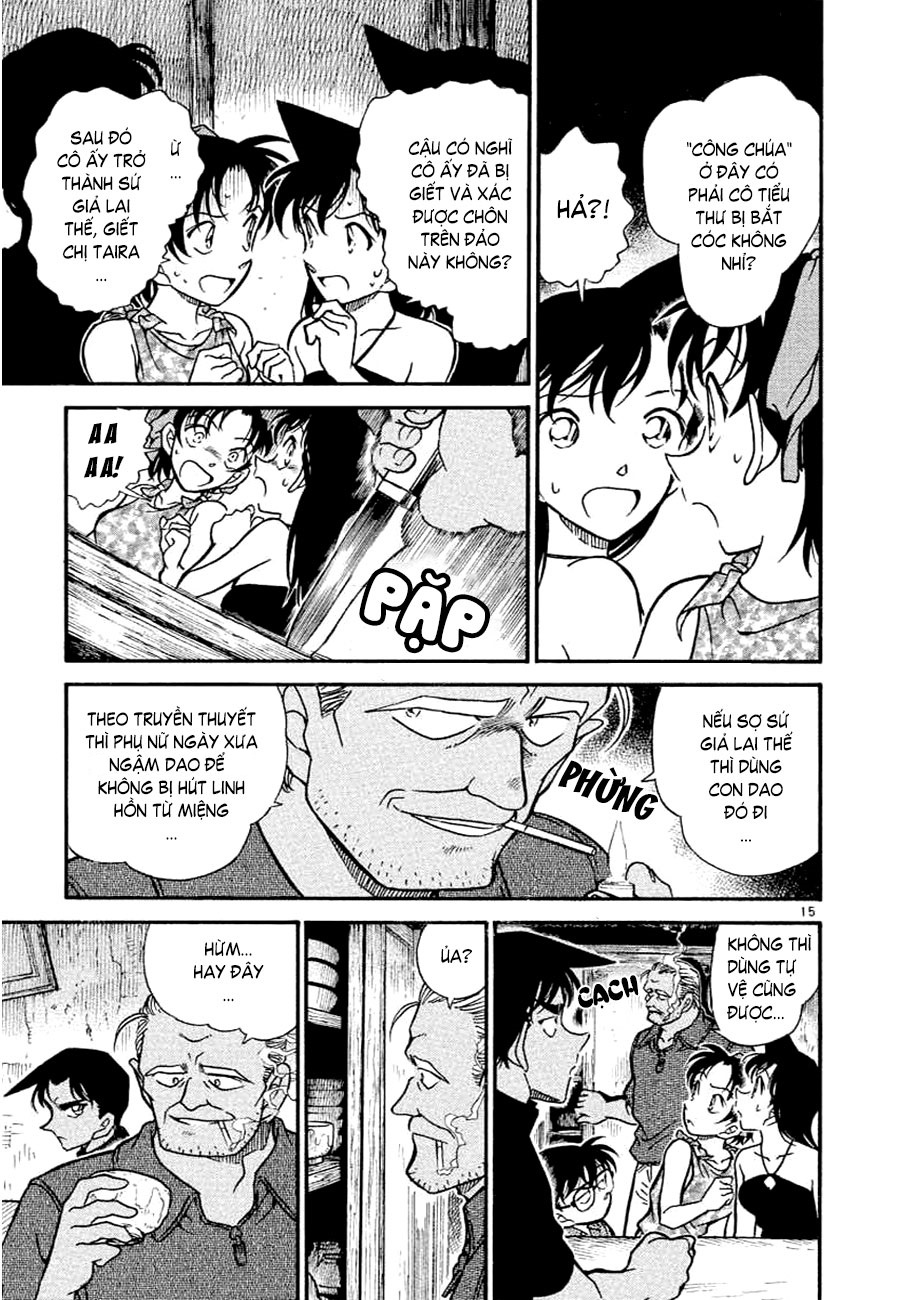 "CÔNG CHÚA"
Ở ĐÂY CÓ
PHẢI CÔ TIỂU
THƯ BỊ BẮT
CÓC KHÔNG
NHỈ?
HẢ?!
CẬU CÓ NGHĨ
CÔ ẤY ĐÃ BỊ
GIẾT VÀ XÁC
ĐƯỢC CHÔN
TRÊN ĐẢO
NÀY KHÔNG?
Ừ
...
SAU ĐÓ
CÔ ẤY TRỞ
THÀNH SỨ
GIẢ LAI
THẾ, GIẾT
CHỊ TAIRA
...
AA
AA!
PẶP
NẾU SỢ SỨ
GIẢ LAI THẾ
THÌ DÙNG
CON DAO
ĐÓ ĐI
...
PHỪNG
THEO TRUYỀN THUYẾT
THÌ PHỤ NỮ NGÀY XƯA
NGẬM DAO ĐỂ
KHÔNG BỊ HÚT LINH
HỒN TỪ MIỆNG
...
15
KHÔNG THÌ
DÙNG TỰ
VỆ CŨNG
ĐƯỢC...
CẠCH
ỦA?
HỪM...
HAY ĐÂY
...